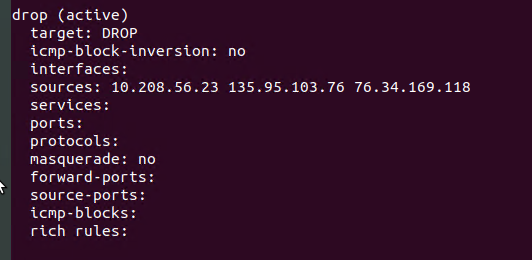 drop (active)
target: DROP
icmp-block-inversion: no
interfaces:
sources: 10.208.56.23 135.95.103.76 76.34.169.118
services:
ports:
protocols:
masquerade: no
forward-ports:
source-ports:
icmp-blocks:
rich rules: